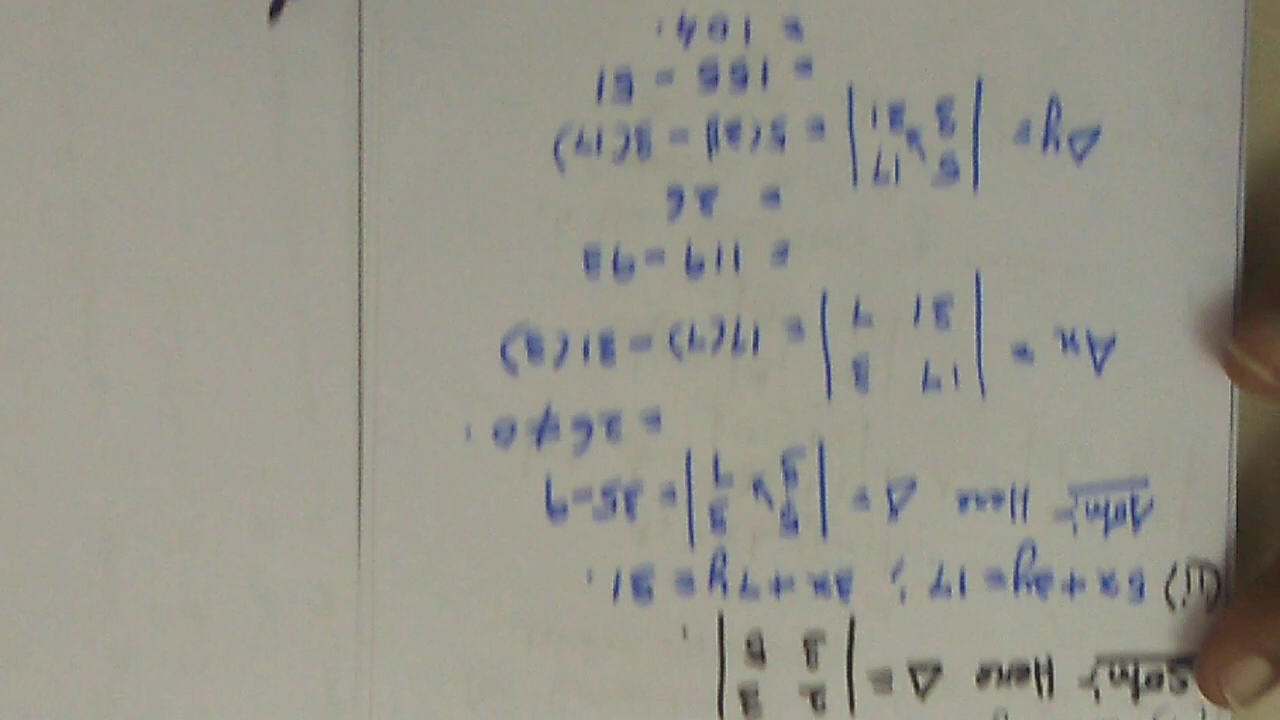 Soln:- Here Δ = | 2 3
3 5 | .
(ii) 5x + 3y = 17 ; 3x + 7y = 31 .
Soln:- Here Δ = | 5 3
3 7 | = 35 - 9
= 26 ≠ 0 .
Δx = | 17 3
31 7 | = 17(7) - 31(3)
= 119 - 93
= 26
Δy = | 5 17
3 31 | = 5(31) - 3(17)
= 155 - 51
= 104 .